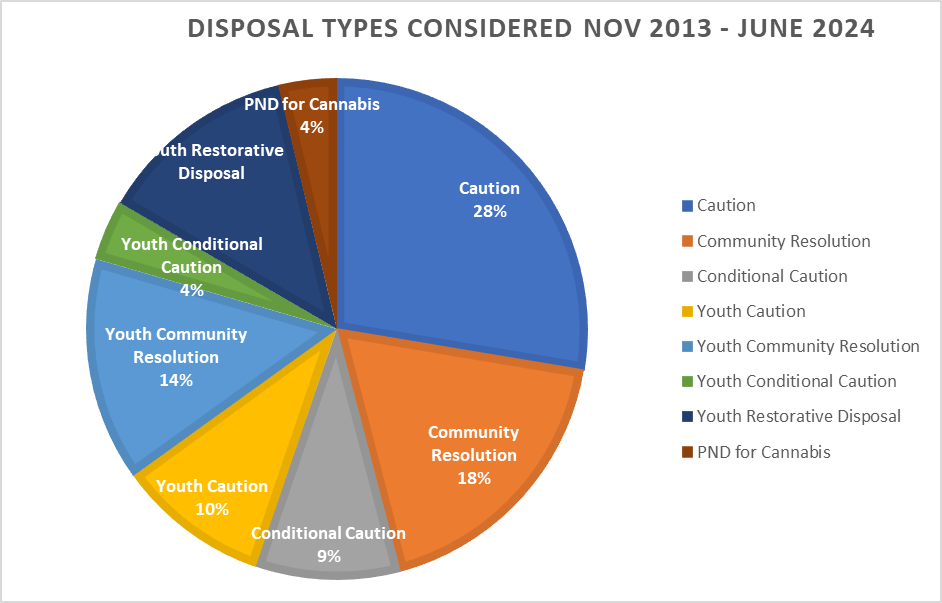 DISPOSAL TYPES CONSIDERED NOV 2013 - JUNE 2024
PND for Cannabis
4%
uth Restorative
Disposal
Caution
28%
Youth Conditional
Caution
4%
Youth Community
Resolution
14%
Community
Resolution
18%
Youth Caution
10%
Conditional Caution
9%
Caution
Community Resolution
Conditional Caution
Youth Caution
Youth Community Resolution
Youth Conditional Caution
Youth Restorative Disposal
PND for Cannabis